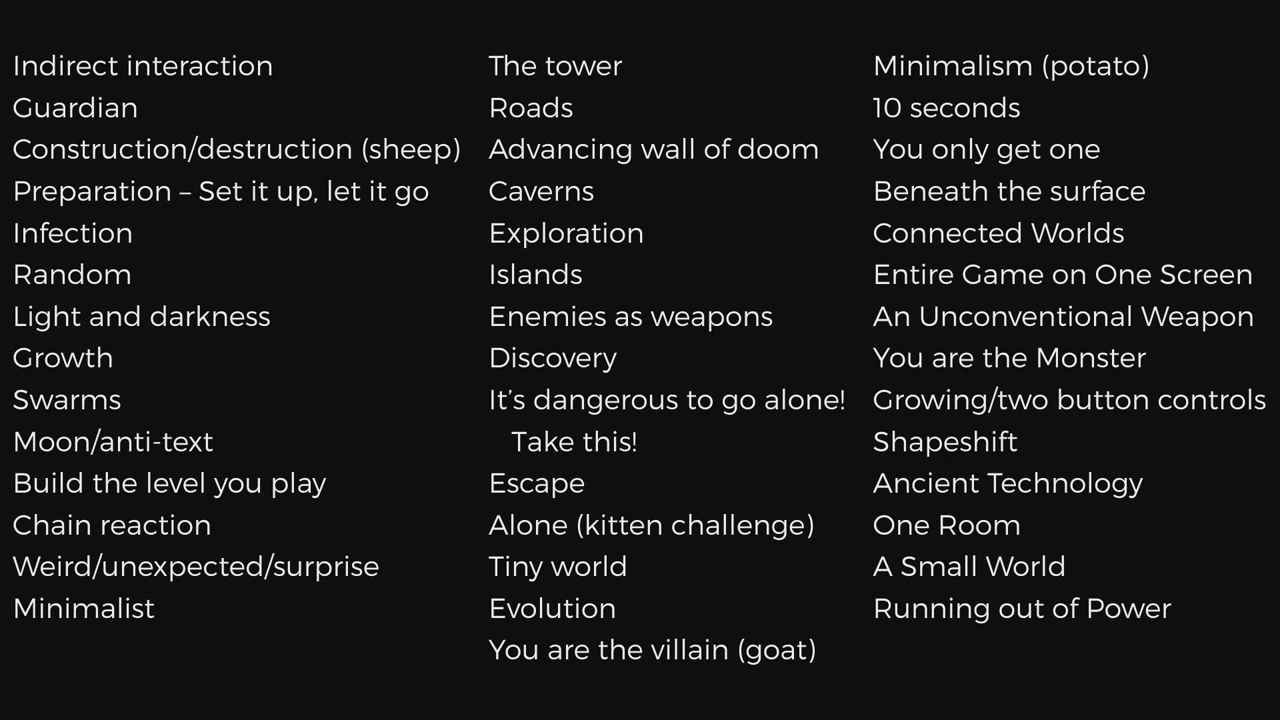 Indirect interaction
Guardian
Construction/destruction (sheep)
Preparation – Set it up, let it go
Infection
Random
Light and darkness
Growth
Swarms
Moon/anti-text
Build the level you play
Chain reaction
Weird/unexpected/surprise
Minimalist
The tower
Roads
Advancing wall of doom
Caverns
Exploration
Islands
Enemies as weapons
Discovery
It’s dangerous to go alone!
Take this!
Escape
Alone (kitten challenge)
Tiny world
Evolution
You are the villain (goat)
Minimalism (potato)
10 seconds
You only get one
Beneath the surface
Connected Worlds
Entire Game on One Screen
An Unconventional Weapon
You are the Monster
Growing/two button controls
Shapeshift
Ancient Technology
One Room
A Small World
Running out of Power